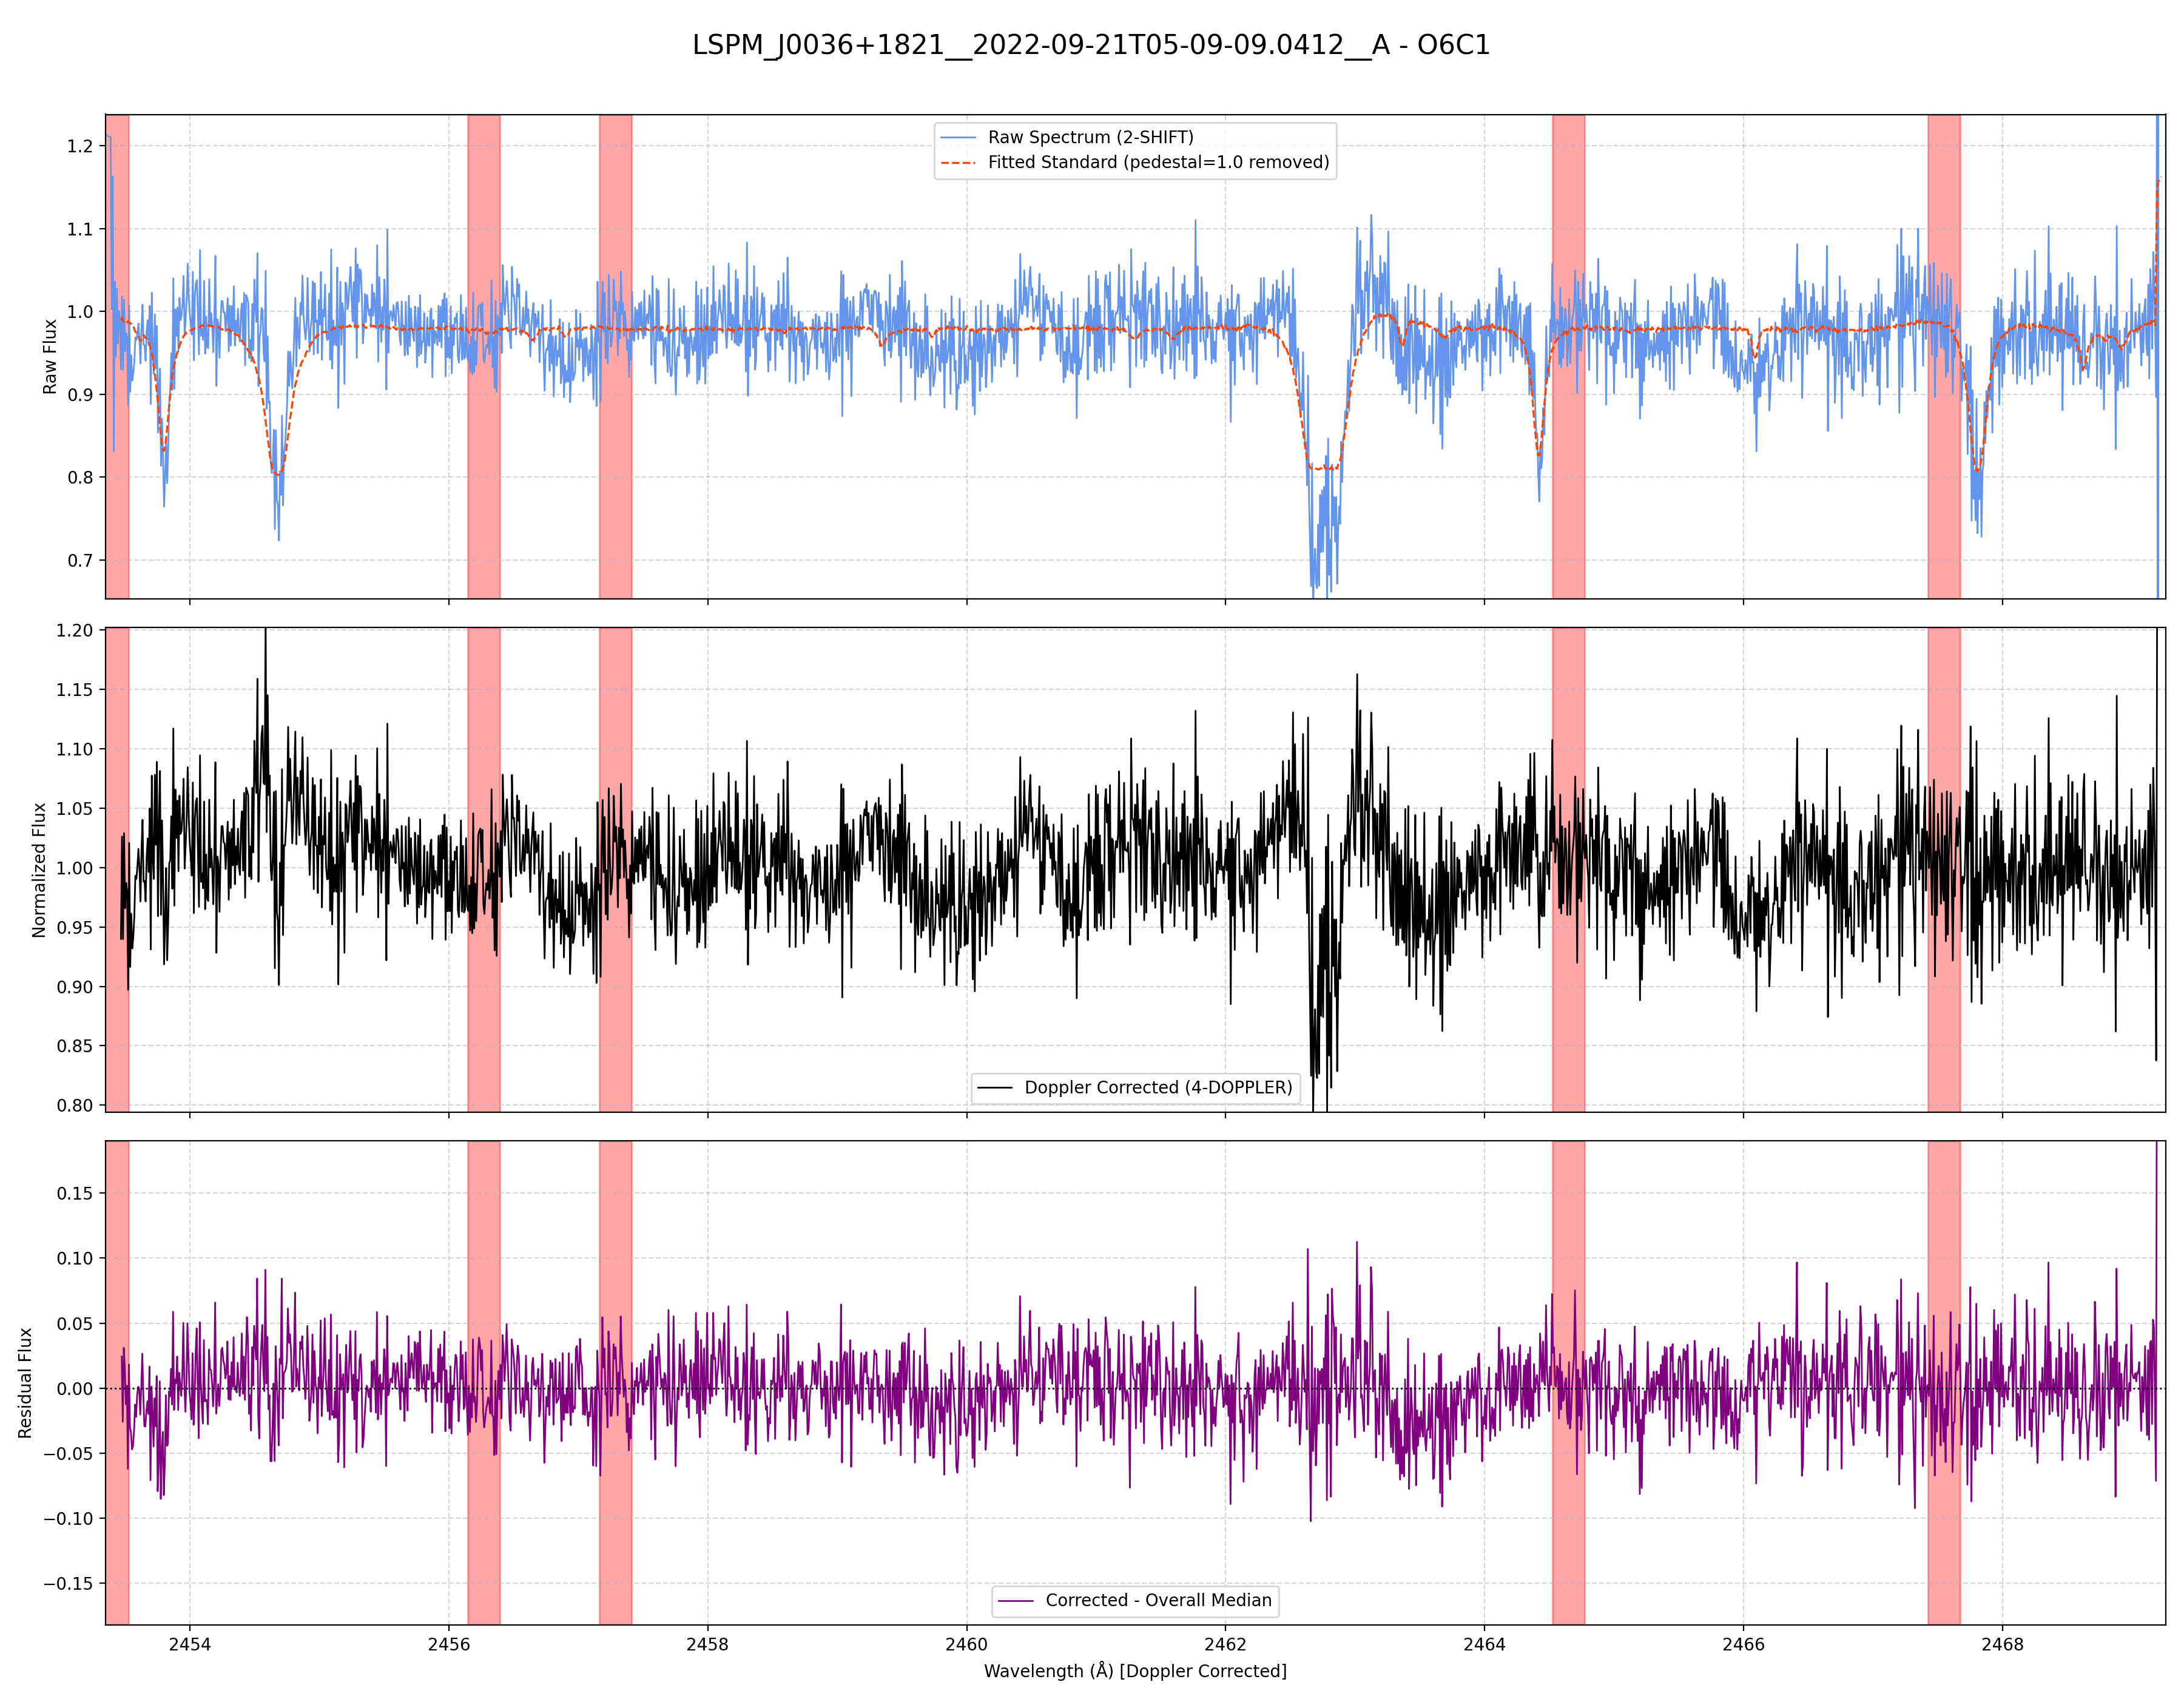 LSPM_J0036+1821__2022-09-21T05-09-09.0412__A - O6C1
Raw Spectrum (2-SHIFT)
Fitted Standard (pedestal=1.0 removed)
Raw Flux
1.2
1.1
1.0
0.9
0.8
0.7
Normalized Flux
1.20
1.15
1.10
1.05
1.00
0.95
0.90
0.85
0.80
Doppler Corrected (4-DOPPLER)
Residual Flux
0.15
0.10
0.05
0.00
−0.05
−0.10
−0.15
Corrected - Overall Median
2454 2456 2458 2460 2462 2464 2466 2468
Wavelength (Å) [Doppler Corrected]